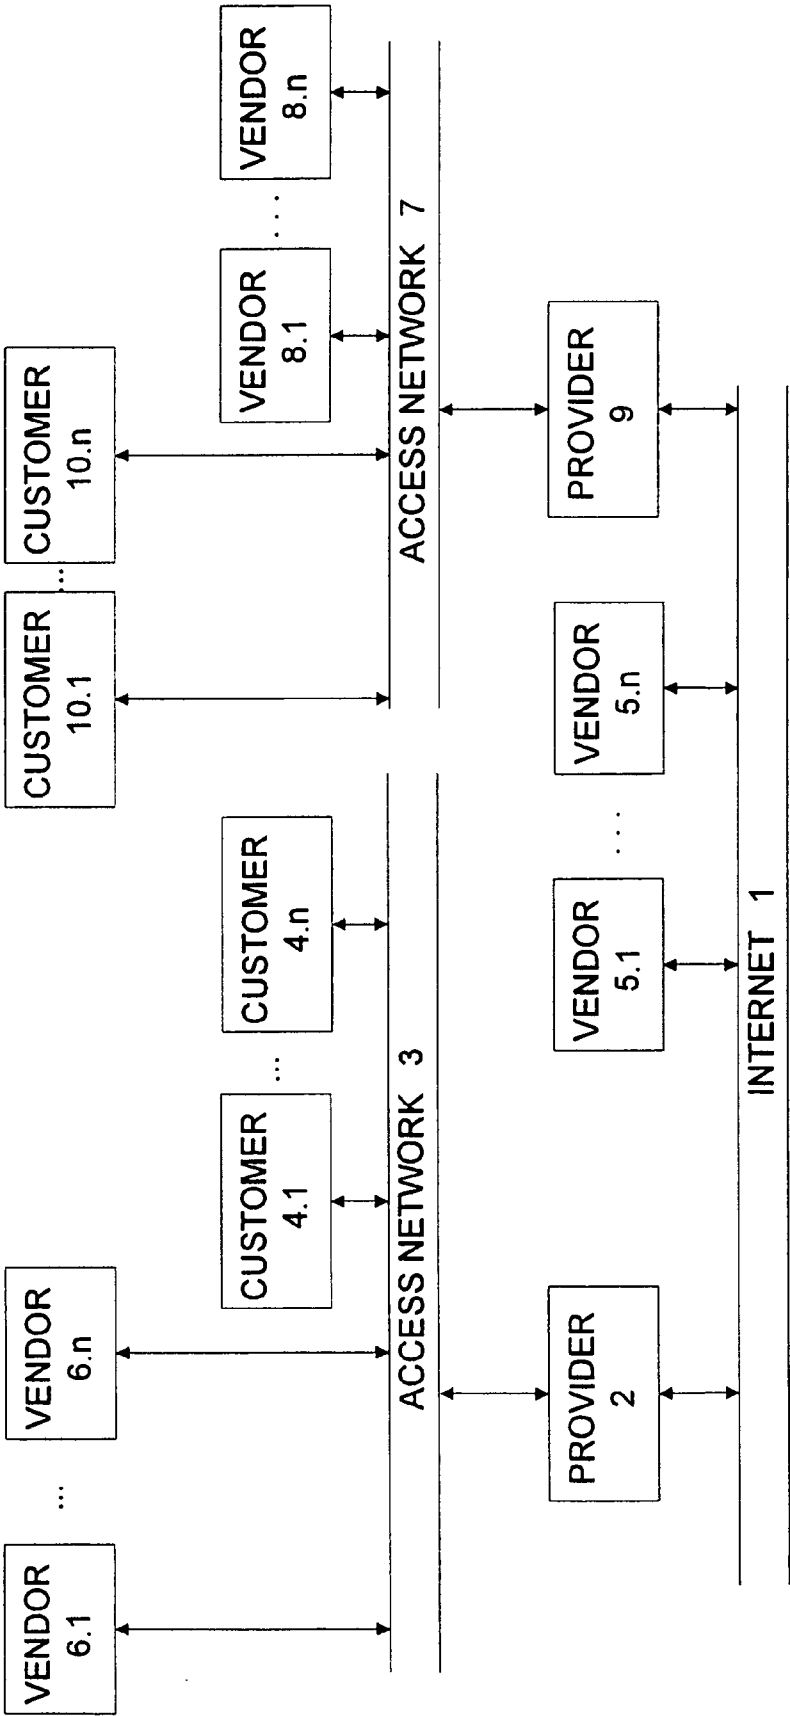 VENDOR
6.1
...
VENDOR
6.n
CUSTOMER
10.1
...
CUSTOMER
10.n
CUSTOMER
4.1
...
CUSTOMER
4.n
VENDOR
8.1
. . .
VENDOR
8.n
ACCESS NETWORK 3
ACCESS NETWORK 7
PROVIDER
2
VENDOR
5.1
. . .
VENDOR
5.n
PROVIDER
9
INTERNET 1